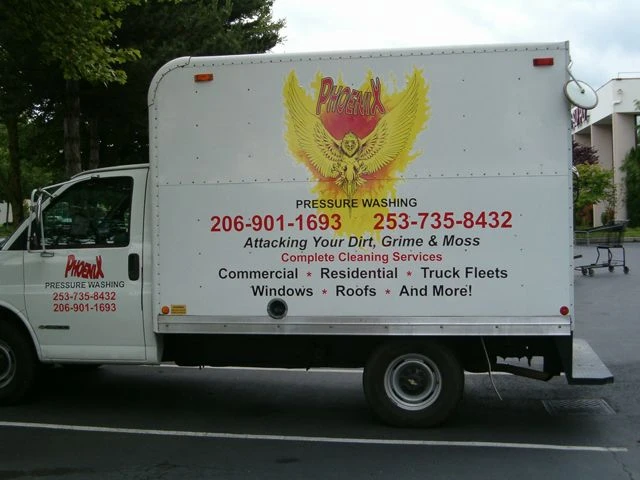 PHOENIX
PRESSURE WASHING
206-901-1693 253-735-8432
Attacking Your Dirt, Grime & Moss
Complete Cleaning Services
Commercial * Residential * Truck Fleets
Windows * Roofs * And More!
PHOENIX
PRESSURE WASHING
253-735-8432
206-901-1693